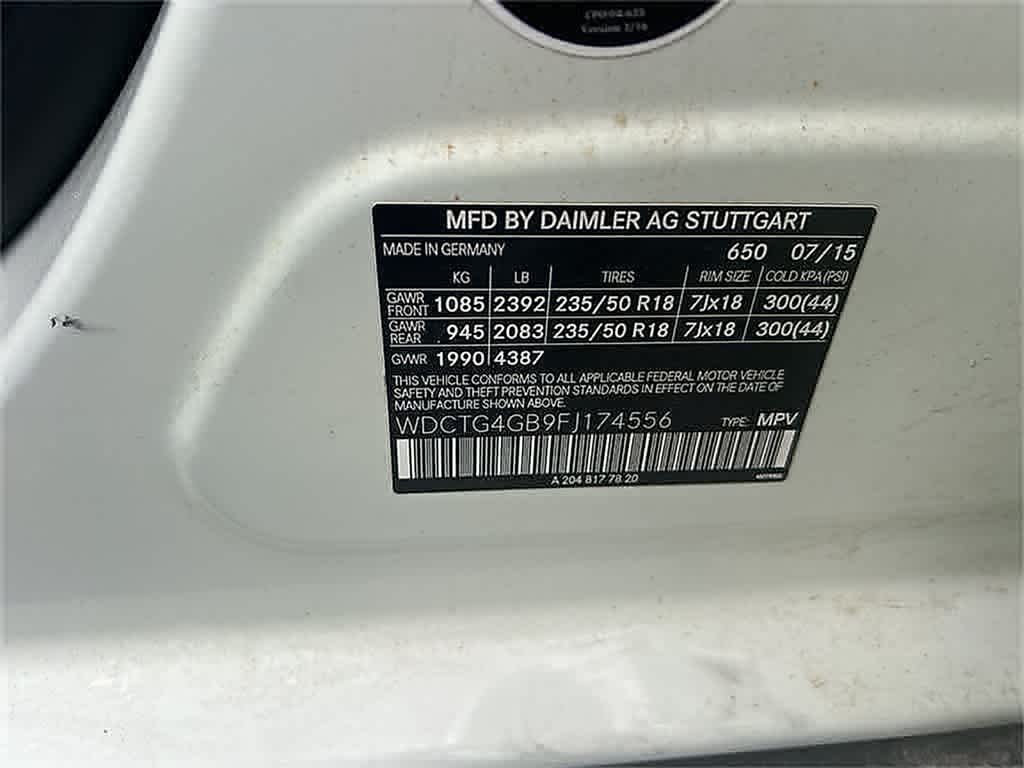 MFD BY DAIMLER AG STUTTGART
MADE IN GERMANY 650 07/15
KG LB TIRES RIM SIZE COLD KPA (PSI)
GAWR FRONT 1085 2392 235/50 R18 7Jx18 300(44)
GAWR REAR 945 2083 235/50 R18 7Jx18 300(44)
GVWR 1990 4387
THIS VEHICLE CONFORMS TO ALL APPLICABLE FEDERAL MOTOR VEHICLE
SAFETY AND THEFT PREVENTION STANDARDS IN EFFECT ON THE DATE OF
MANUFACTURE SHOWN ABOVE.
WDCTG4GB9FJ174556 TYPE: MPV
A 204 817 78 20